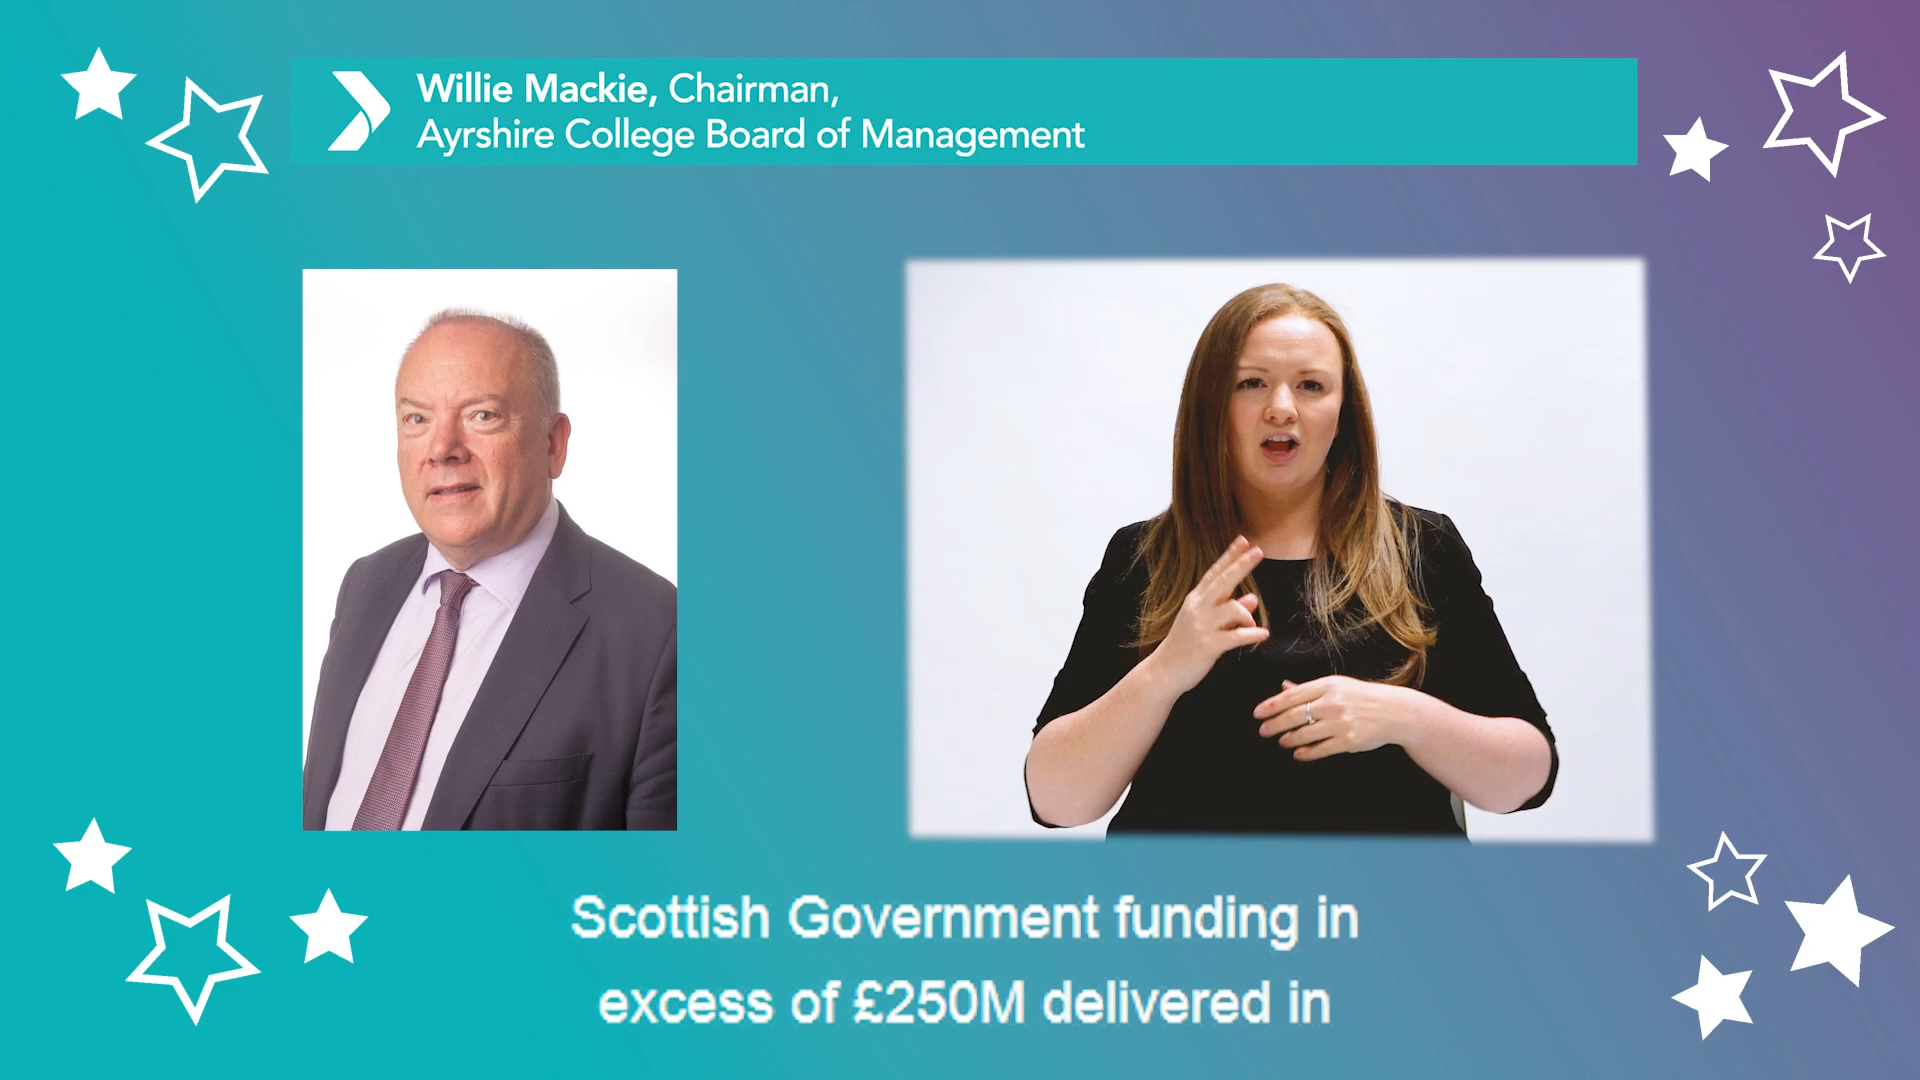 Willie Mackie, Chairman,
Ayrshire College Board of Management
Scottish Government funding in
excess of £250M delivered in